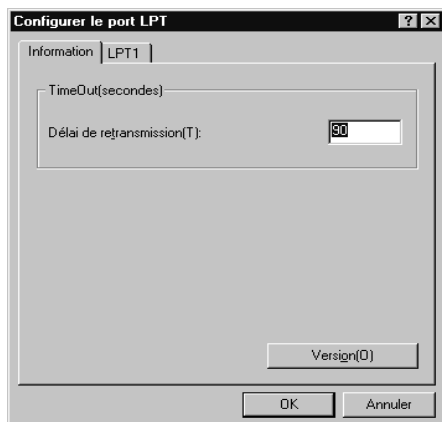 Configurer le port LPT
Information LPT1
TimeOut(secondes)
Délai de retransmission(T): 90
Version(O)
OK Annuler